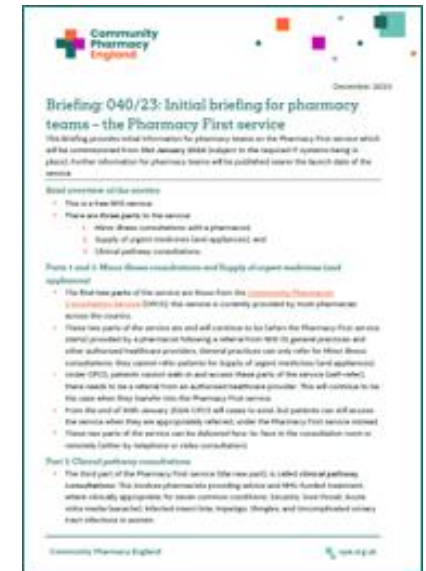 Community
Pharmacy
England
December 2023
Briefing: 040/23: Initial briefing for pharmacy
teams – the Pharmacy First service
This Briefing provides initial information for pharmacy teams on the Pharmacy First service which
will be commissioned from 31st January 2024 (subject to the required IT systems being in
place). Further information for pharmacy teams will be published nearer the launch date of the
service.
Brief overview of the service
This is a free NHS service.
There are three parts to the service:
1. Minor illness consultations with a pharmacist;
2. Supply of urgent medicines (and appliances); and
3. Clinical pathway consultations.
Parts 1 and 2: Minor illness consultations and Supply of urgent medicines (and
appliances)
The first two parts of the service are those from the Community Pharmacist
Consultation Service (CPCS); this service is currently provided by most pharmacies
across the country.
These two parts of the service are and will continue to be (when the Pharmacy First service
starts) provided by a pharmacist following a referral from NHS 111, general practices and
other authorised healthcare providers. General practices can only refer for Minor illness
consultations; they cannot refer patients for Supply of urgent medicines (and appliances).
Under CPCS, patients cannot walk in and access these parts of the service (self-refer);
there needs to be a referral from an authorised healthcare provider. This will continue to be
the case when they transfer into the Pharmacy First service.
From the end of 30th January 2024 CPCS will cease to exist, but patients can still access
the service when they are appropriately referred, under the Pharmacy First service instead.
These two parts of the service can be delivered face-to-face in the consultation room or
remotely (either by telephone or video consultation).
Part 3: Clinical pathway consultations
The third part of the Pharmacy First service (the new part), is called clinical pathway
consultations. This involves pharmacists providing advice and NHS-funded treatment,
where clinically appropriate, for seven common conditions: Sinusitis; Sore throat; Acute
otitis media (earache); Infected insect bite; Impetigo; Shingles; and Uncomplicated urinary
tract infections in women.
Community Pharmacy England
cpe.org.uk